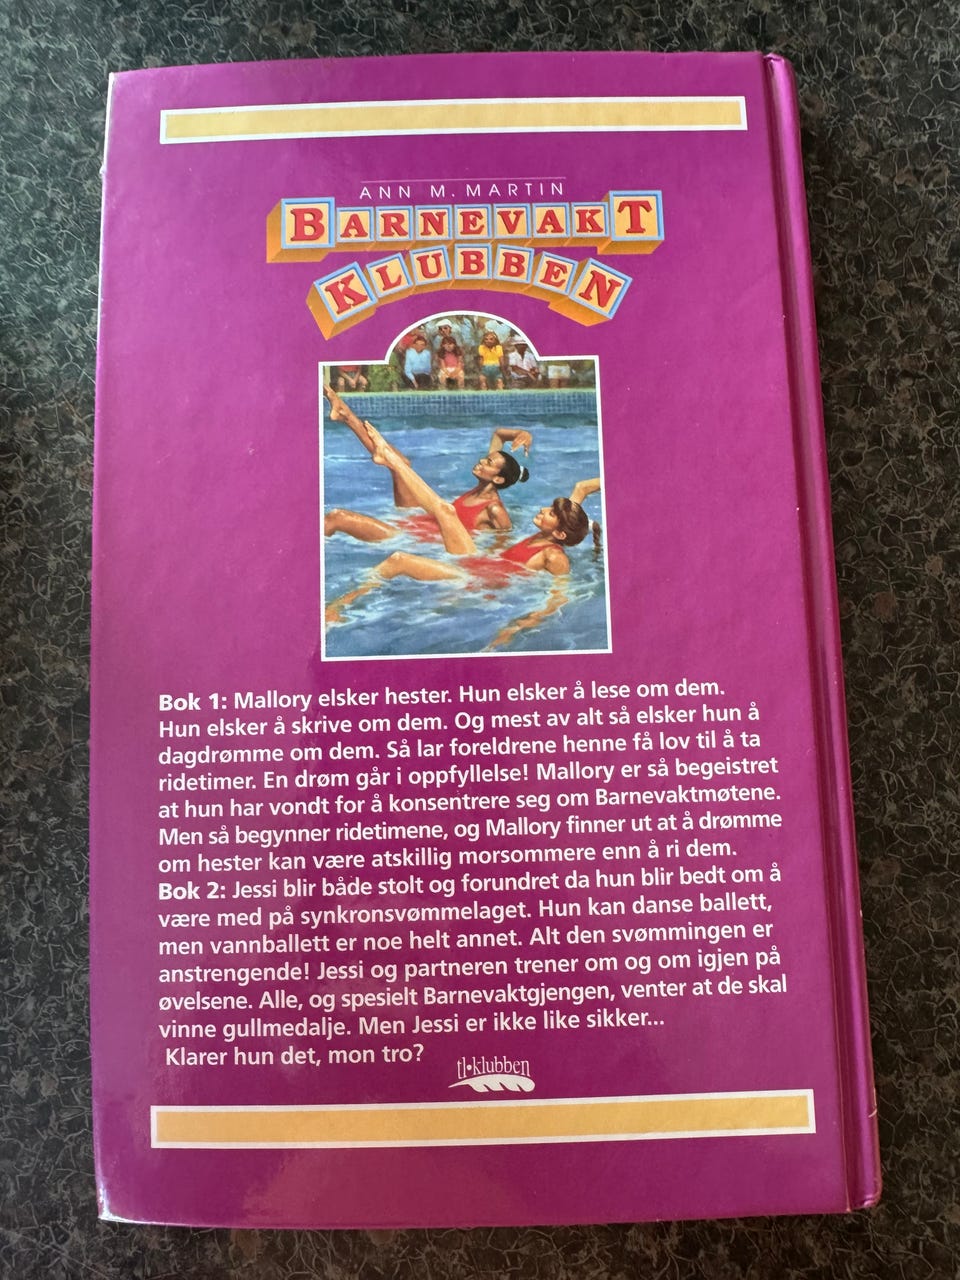 ANN M. MARTIN
BARNEVAKT
KLUBBEN
Bok 1: Mallory elsker hester. Hun elsker å lese om dem.
Hun elsker å skrive om dem. Og mest av alt så elsker hun å
dagdrømme om dem. Så lar foreldrene henne få lov til å ta
ridetimer. En drøm går i oppfyllelse! Mallory er så begeistret
at hun har vondt for å konsentrere seg om Barnevaktmøtene.
Men så begynner ridetimene, og Mallory finner ut at å drømme
om hester kan være atskillig morsommere enn å ri dem.
Bok 2: Jessi blir både stolt og forundret da hun blir bedt om å
være med på synkronsvømmelaget. Hun kan danse ballett,
men vannballett er noe helt annet. Alt den svømmingen er
anstrengende! Jessi og partneren trener om og om igjen på
øvelsene. Alle, og spesielt Barnevaktgjengen, venter at de skal
vinne gullmedalje. Men Jessi er ikke like sikker...
Klarer hun det, mon tro?
tl•klubben